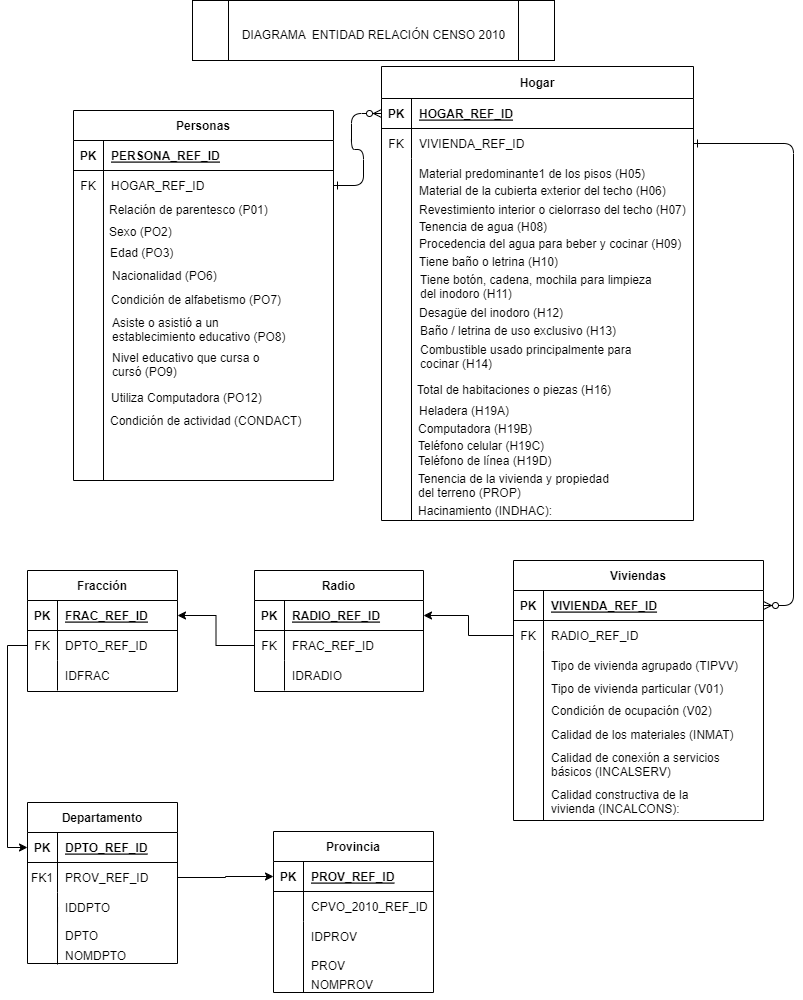 DIAGRAMA ENTIDAD RELACIÓN CENSO 2010
Hogar
PK HOGAR_REF_ID
FK VIVIENDA_REF_ID
Material predominante1 de los pisos (H05)
Material de la cubierta exterior del techo (H06)
Revestimiento interior o cielorraso del techo (H07)
Tenencia de agua (H08)
Procedencia del agua para beber y cocinar (H09)
Tiene baño o letrina (H10)
Tiene botón, cadena, mochila para limpieza
del inodoro (H11)
Desagüe del inodoro (H12)
Baño / letrina de uso exclusivo (H13)
Combustible usado principalmente para
cocinar (H14)
Total de habitaciones o piezas (H16)
Heladera (H19A)
Computadora (H19B)
Teléfono celular (H19C)
Teléfono de línea (H19D)
Tenencia de la vivienda y propiedad
del terreno (PROP)
Hacinamiento (INDHAC):
Personas
PK PERSONA_REF_ID
FK HOGAR_REF_ID
Relación de parentesco (P01)
Sexo (PO2)
Edad (PO3)
Nacionalidad (PO6)
Condición de alfabetismo (PO7)
Asiste o asistió a un
establecimiento educativo (PO8)
Nivel educativo que cursa o
cursó (PO9)
Utiliza Computadora (PO12)
Condición de actividad (CONDACT)
Fracción
PK FRAC_REF_ID
FK DPTO_REF_ID
IDFRAC
Radio
PK RADIO_REF_ID
FK FRAC_REF_ID
IDRADIO
Viviendas
PK VIVIENDA_REF_ID
FK RADIO_REF_ID
Tipo de vivienda agrupado (TIPVV)
Tipo de vivienda particular (V01)
Condición de ocupación (V02)
Calidad de los materiales (INMAT)
Calidad de conexión a servicios
básicos (INCALSERV)
Calidad constructiva de la
vivienda (INCALCONS):
Departamento
PK DPTO_REF_ID
FK1 PROV_REF_ID
IDDPTO
DPTO
NOMDPTO
Provincia
PK PROV_REF_ID
CPVO_2010_REF_ID
IDPROV
PROV
NOMPROV